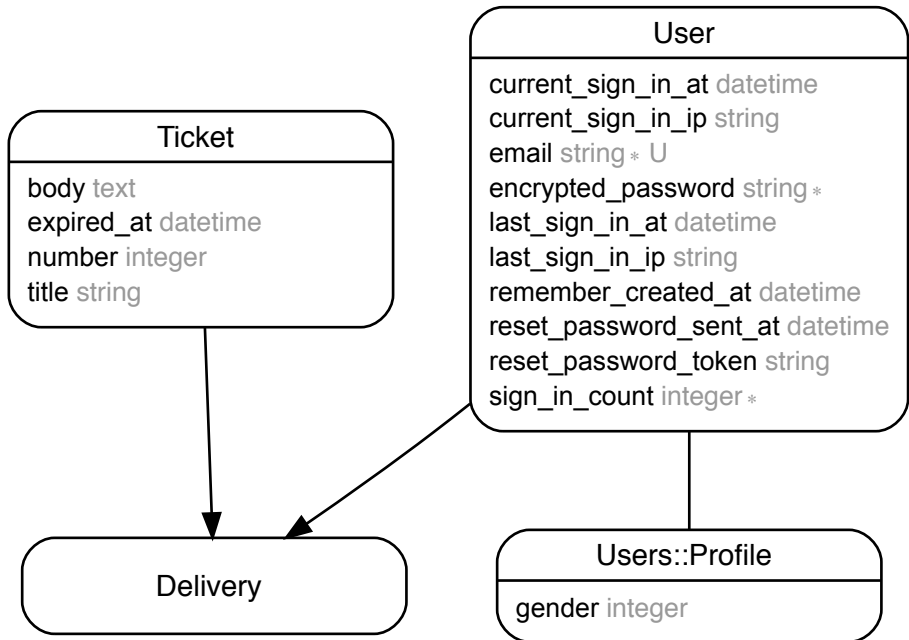 User
current_sign_in_at datetime
current_sign_in_ip string
email string * U
encrypted_password string *
last_sign_in_at datetime
last_sign_in_ip string
remember_created_at datetime
reset_password_sent_at datetime
reset_password_token string
sign_in_count integer *
Ticket
body text
expired_at datetime
number integer
title string
Delivery
Users::Profile
gender integer